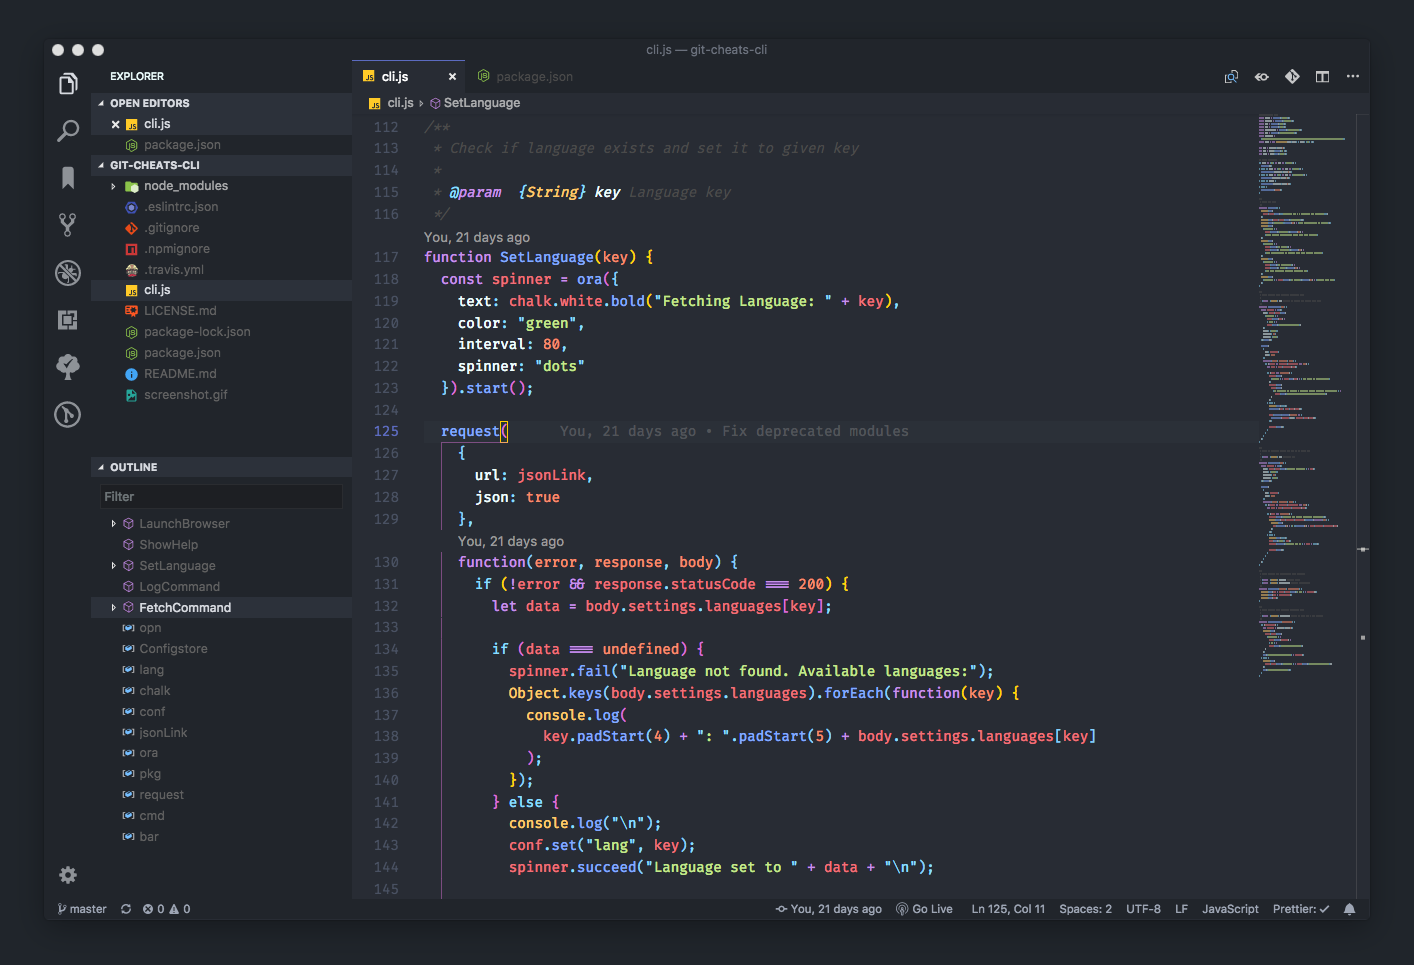 cli.js — git-cheats-cli
EXPLORER
OPEN EDITORS
cli.js
package.json
GIT-CHEATS-CLI
node_modules
.eslintrc.json
.gitignore
.npmignore
.travis.yml
cli.js
LICENSE.md
package-lock.json
package.json
README.md
screenshot.gif
OUTLINE
Filter
LaunchBrowser
ShowHelp
SetLanguage
LogCommand
FetchCommand
opn
Configstore
lang
chalk
conf
jsonLink
ora
pkg
request
cmd
bar
cli.js
package.json
cli.js › SetLanguage
112 /**
113 * Check if language exists and set it to given key
114 *
115 * @param {String} key Language key
116 */
You, 21 days ago
117 function SetLanguage(key) {
118 const spinner = ora({
119 text: chalk.white.bold("Fetching Language: " + key),
120 color: "green",
121 interval: 80,
122 spinner: "dots"
123 }).start();
124
125 request( You, 21 days ago • Fix deprecated modules
126 {
127 url: jsonLink,
128 json: true
129 },
You, 21 days ago
130 function(error, response, body) {
131 if (!error && response.statusCode === 200) {
132 let data = body.settings.languages[key];
133
134 if (data === undefined) {
135 spinner.fail("Language not found. Available languages:");
136 Object.keys(body.settings.languages).forEach(function(key) {
137 console.log(
138 key.padStart(4) + ": ".padStart(5) + body.settings.languages[key]
139 );
140 });
141 } else {
142 console.log("\n");
143 conf.set("lang", key);
144 spinner.succeed("Language set to " + data + "\n");
145
master 0 0 You, 21 days ago Go Live Ln 125, Col 11 Spaces: 2 UTF-8 LF JavaScript Prettier: ✓